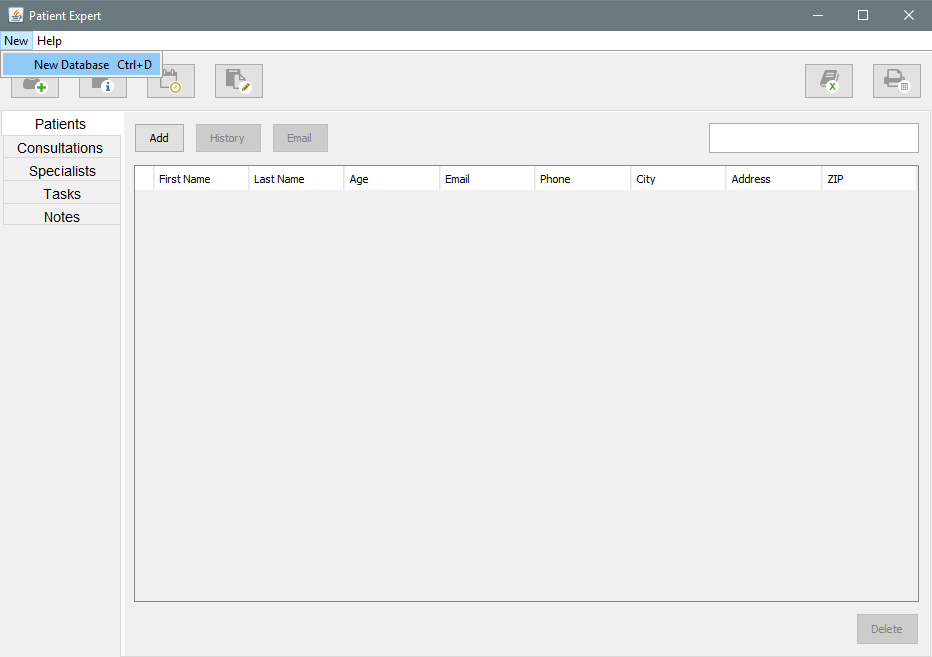 Patient Expert
New Help
New Database Ctrl+D
i
X
Patients
Consultations
Specialists
Tasks
Notes
Add History Email
First Name Last Name Age Email Phone City Address ZIP
Delete